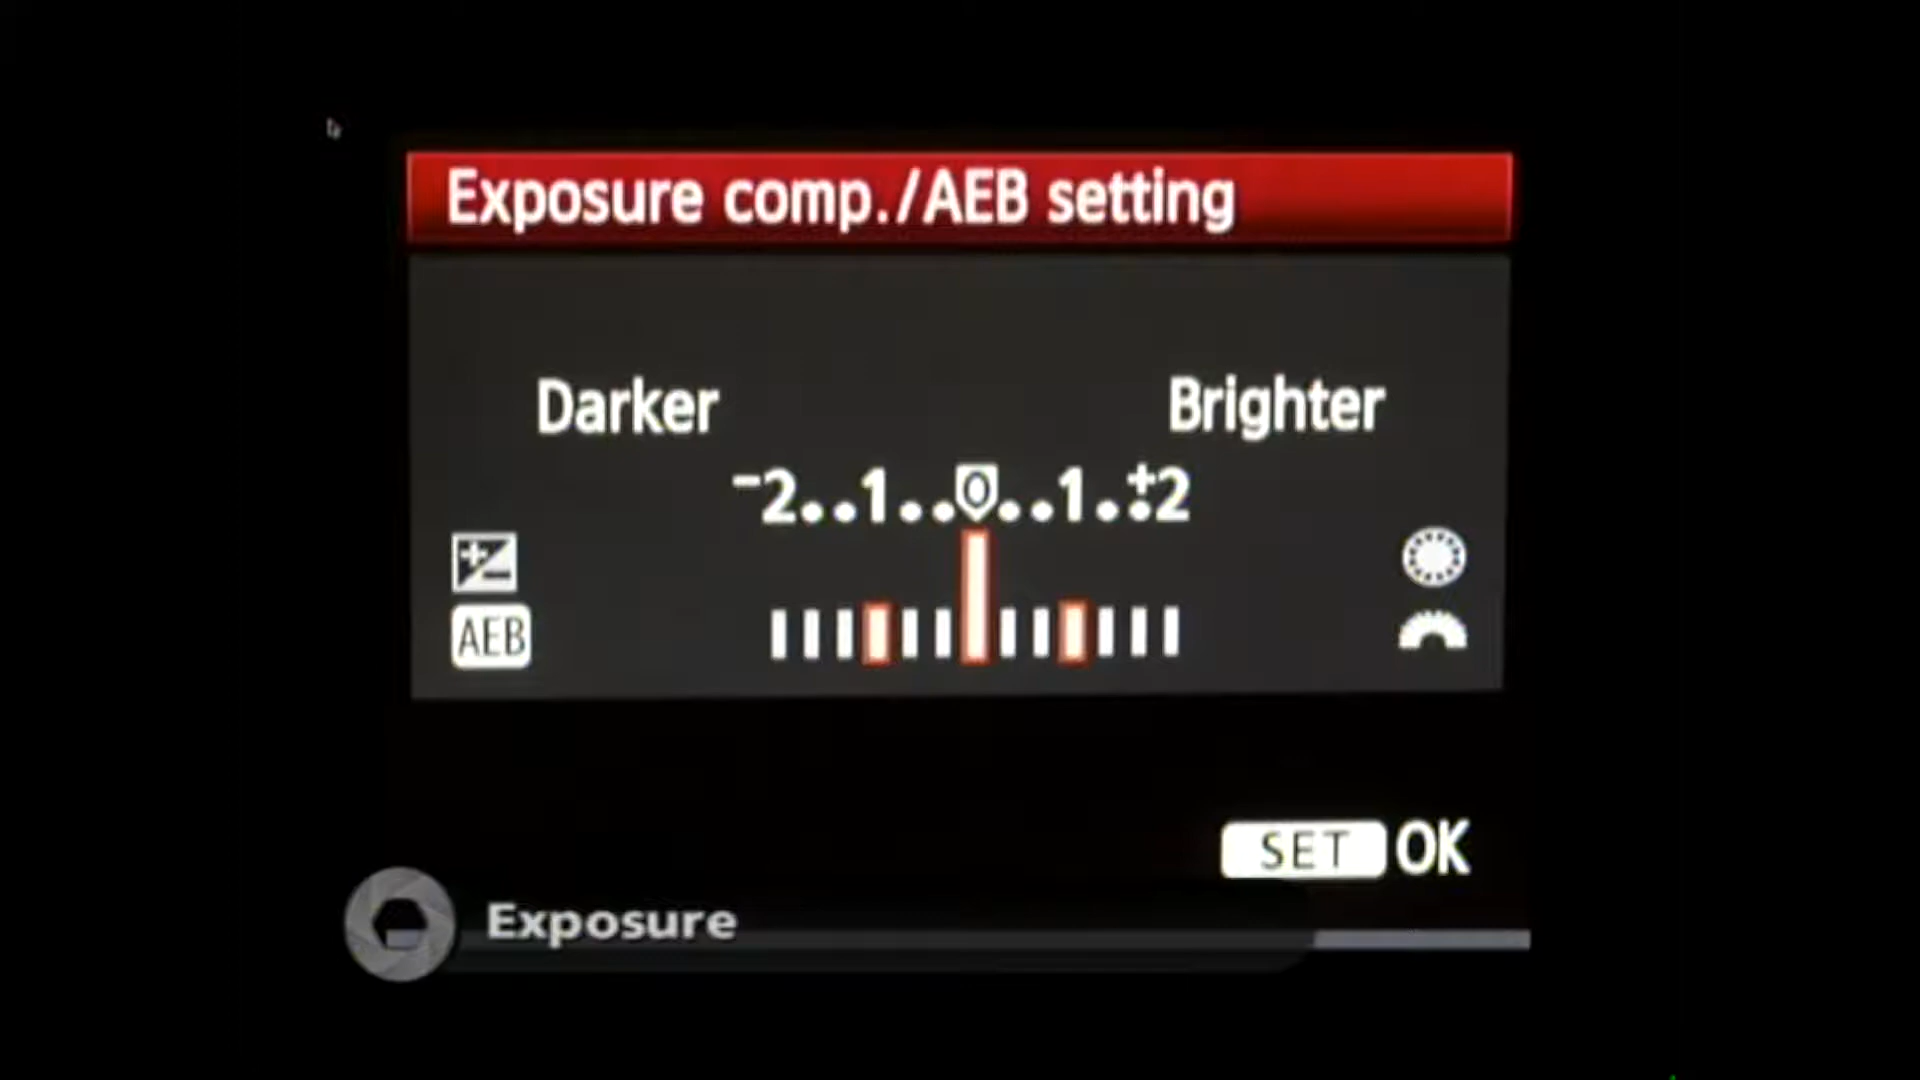 Exposure comp./AEB setting
Darker Brighter
-2..1..0..1.+.2
AEB
SET OK
Exposure